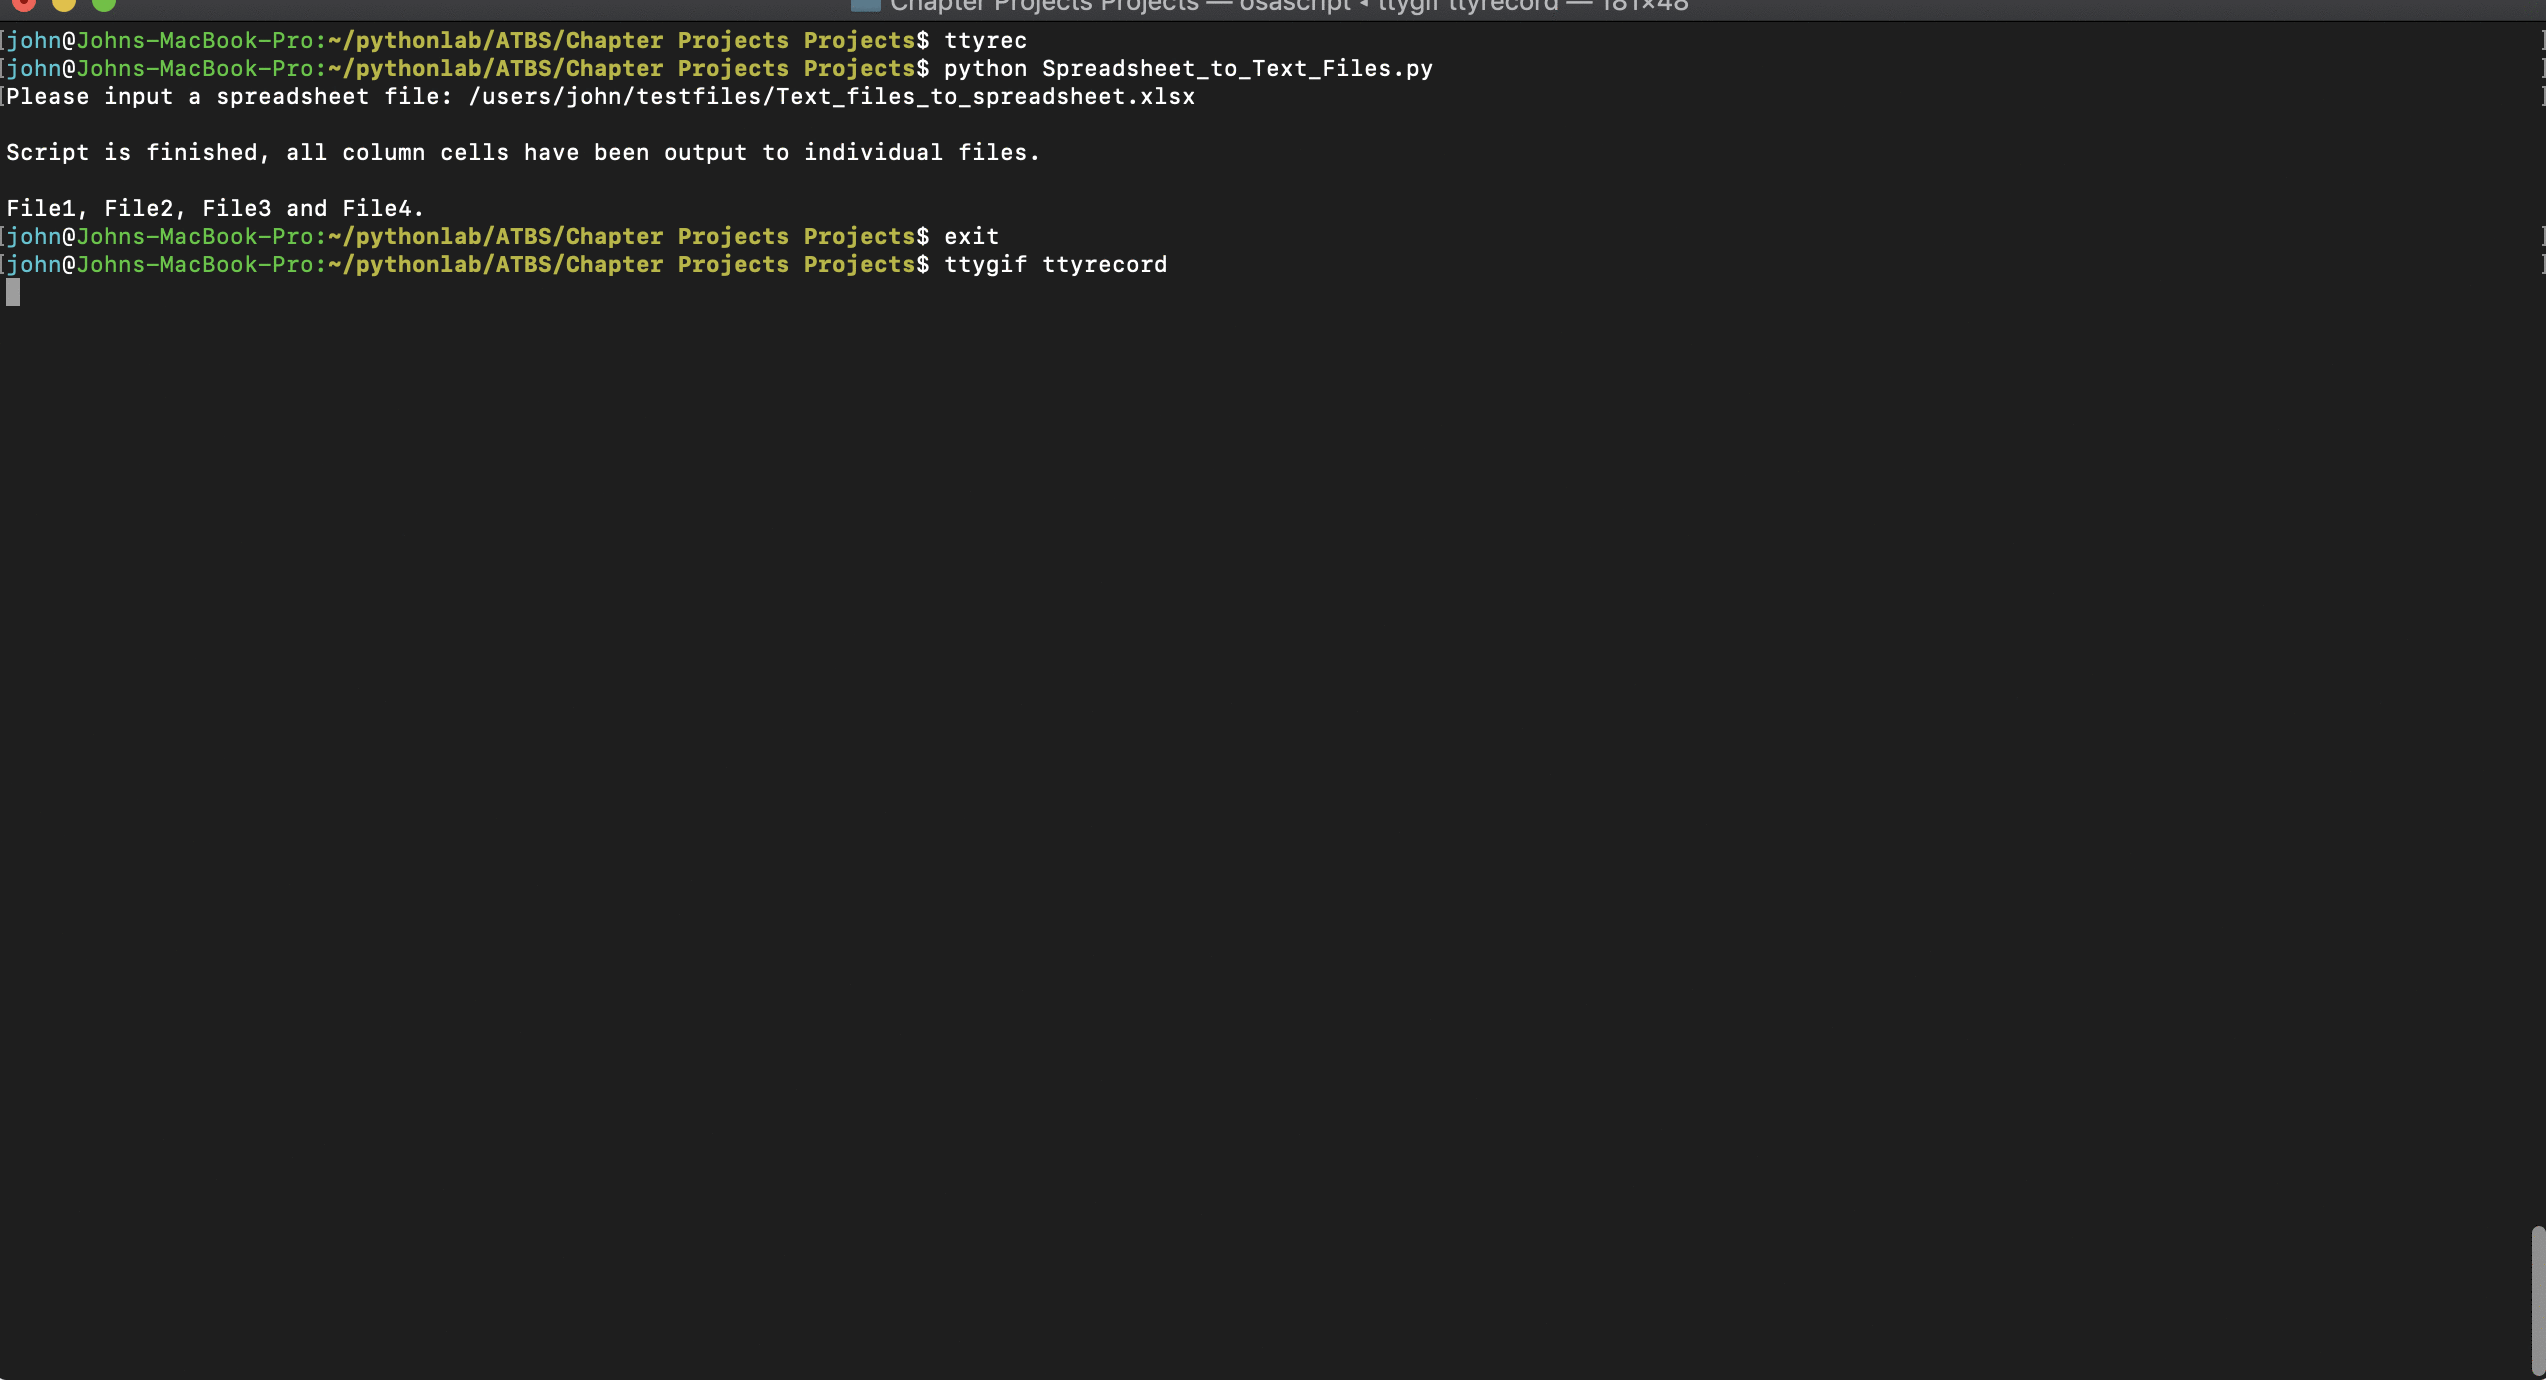 Chapter Projects Projects — osascript ◂ ttygif ttyrecord — 181×48
john@Johns-MacBook-Pro:~/pythonlab/ATBS/Chapter Projects Projects$ ttyrec
john@Johns-MacBook-Pro:~/pythonlab/ATBS/Chapter Projects Projects$ python Spreadsheet_to_Text_Files.py
Please input a spreadsheet file: /users/john/testfiles/Text_files_to_spreadsheet.xlsx
Script is finished, all column cells have been output to individual files.
File1, File2, File3 and File4.
john@Johns-MacBook-Pro:~/pythonlab/ATBS/Chapter Projects Projects$ exit
john@Johns-MacBook-Pro:~/pythonlab/ATBS/Chapter Projects Projects$ ttygif ttyrecord